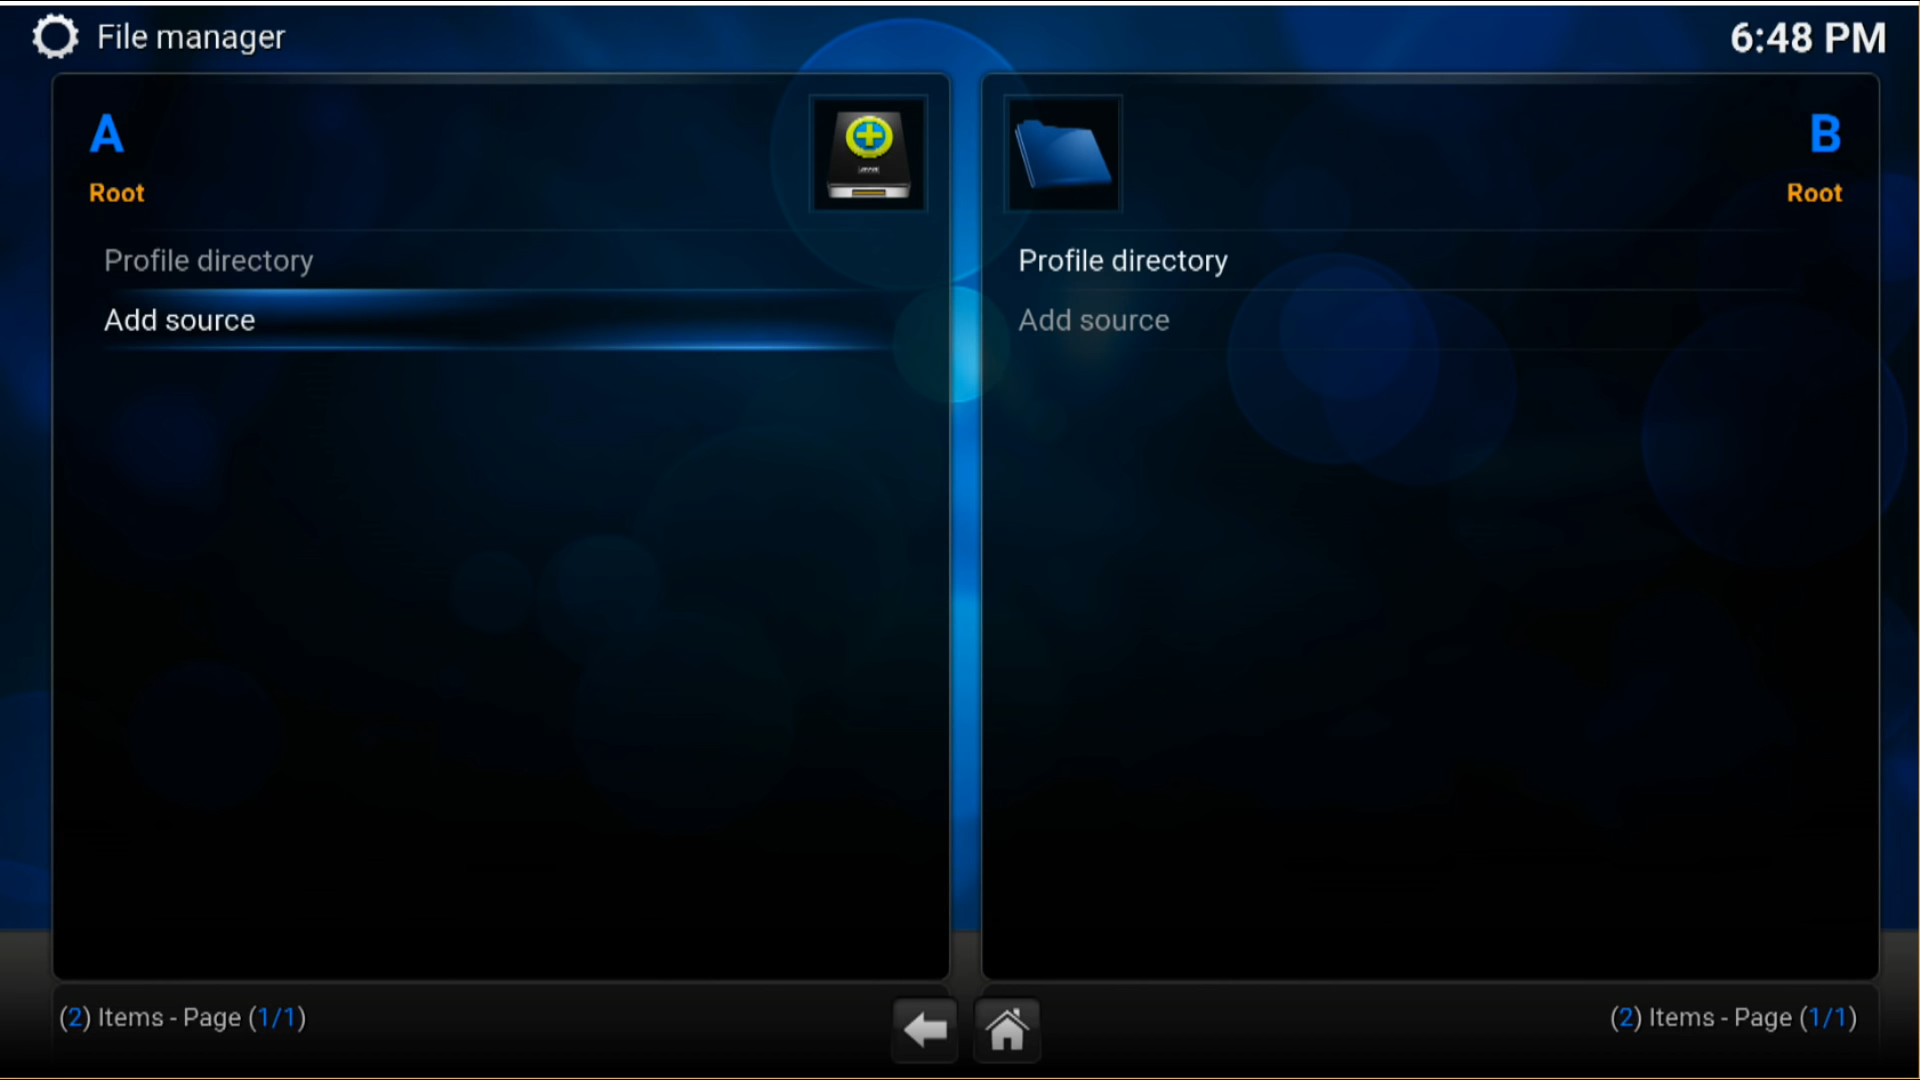 File manager
6:48 PM
A
Root
Profile directory
Add source
(2) Items - Page (1/1)
B
Root
Profile directory
Add source
(2) Items - Page (1/1)